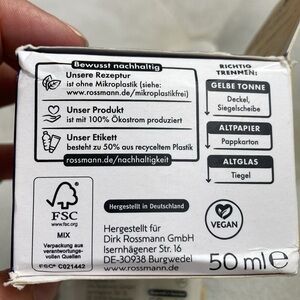 Bewusst nachhaltig
Unsere Rezeptur
ist ohne Mikroplastik (siehe:
www.rossmann.de/mikroplastikfrei)
Unser Produkt
ist mit 100% Ökostrom produziert
Unser Etikett
besteht zu 50% aus recyceltem Plastik
rossmann.de/nachhaltigkeit
RICHTIG
TRENNEN:
GELBE TONNE
Deckel,
Siegelscheibe
ALTPAPIER
Pappkarton
ALTGLAS
Tiegel
FSC
www.fsc.org
MIX
Verpackung aus
verantwortungs-
vollen Quellen
FSC® C021442
Hergestellt in Deutschland
Hergestellt für
Dirk Rossmann GmbH
Isernhägener Str. 16
DE-30938 Burgwedel
www.rossmann.de
VEGAN
50 ml ℮